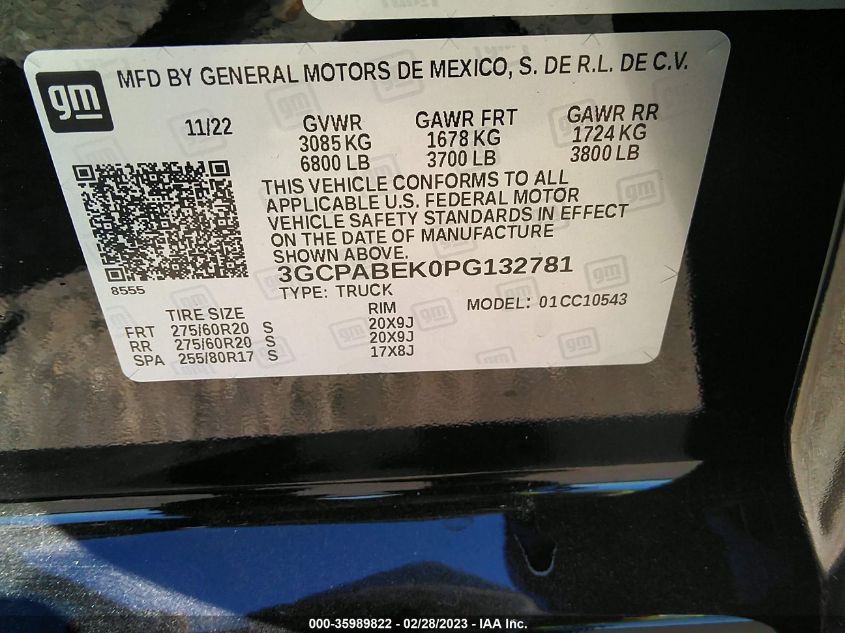 gm
MFD BY GENERAL MOTORS DE MEXICO, S. DE R.L. DE C.V.
11/22 GVWR GAWR FRT GAWR RR
3085 KG 1678 KG 1724 KG
6800 LB 3700 LB 3800 LB
THIS VEHICLE CONFORMS TO ALL
APPLICABLE U.S. FEDERAL MOTOR
VEHICLE SAFETY STANDARDS IN EFFECT
ON THE DATE OF MANUFACTURE
SHOWN ABOVE.
8555 3GCPABEK0PG132781
TYPE: TRUCK MODEL: 01CC10543
TIRE SIZE RIM
FRT 275/60R20 S 20X9J
RR 275/60R20 S 20X9J
SPA 255/80R17 S 17X8J
000-35989822 - 02/28/2023 - IAA Inc.